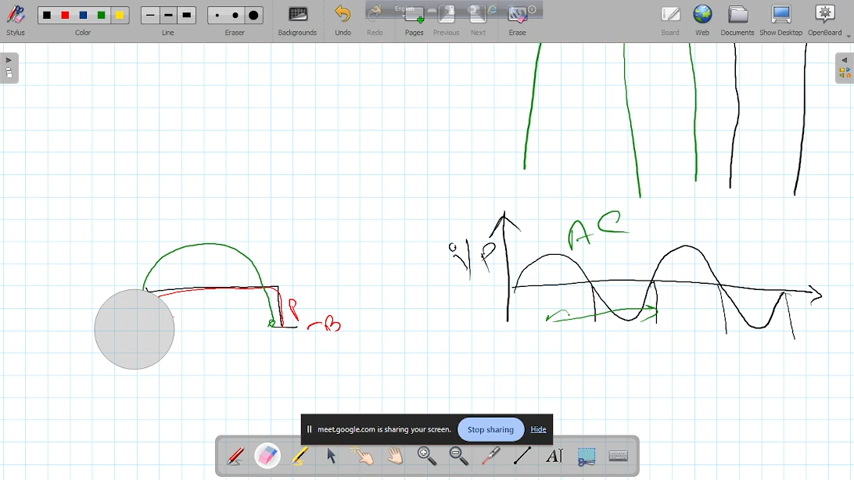 Stylus
Color
Line
Eraser
Backgrounds
Undo
Redo
Pages
Previous
Next
Erase
Board
Web
Documents
Show Desktop
OpenBoard
English
AC
i/P
P
-B
meet.google.com is sharing your screen.
Stop sharing
Hide